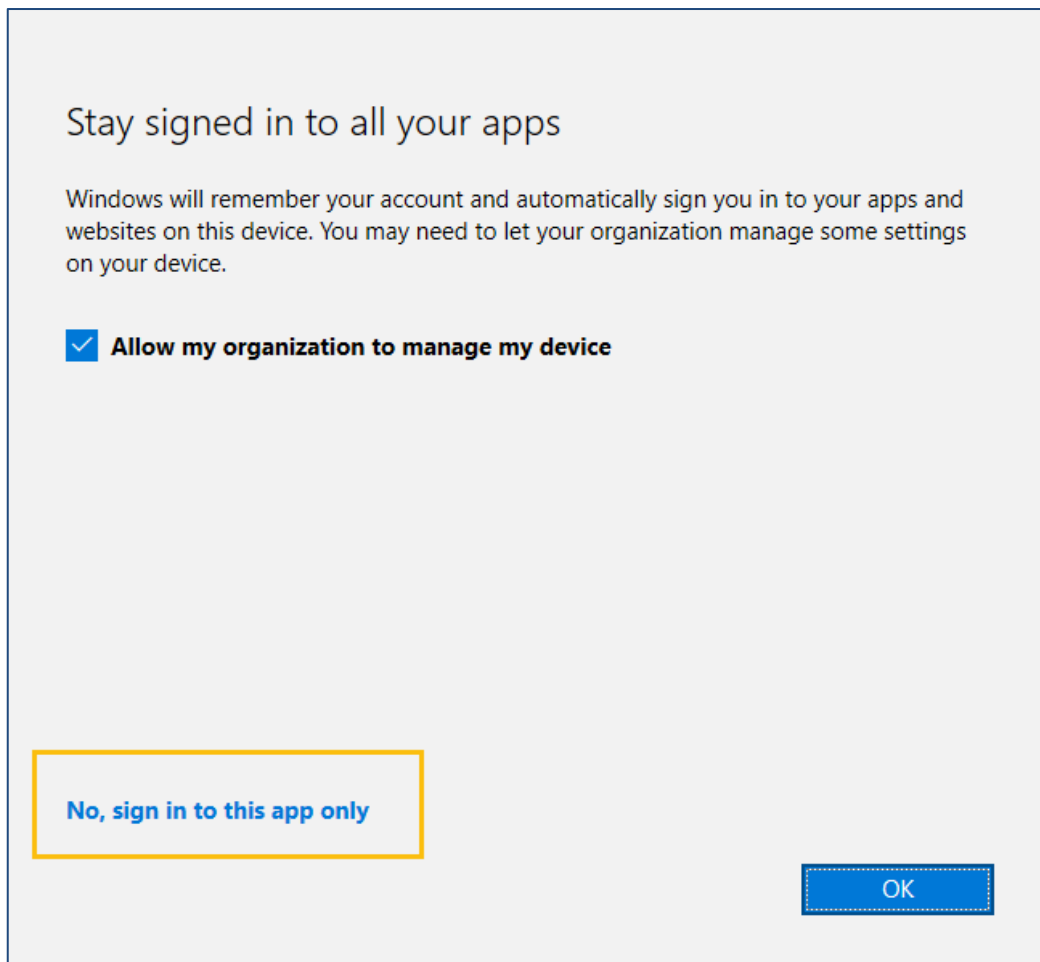 Stay signed in to all your apps
Windows will remember your account and automatically sign you in to your apps and
websites on this device. You may need to let your organization manage some settings
on your device.
Allow my organization to manage my device
No, sign in to this app only
OK